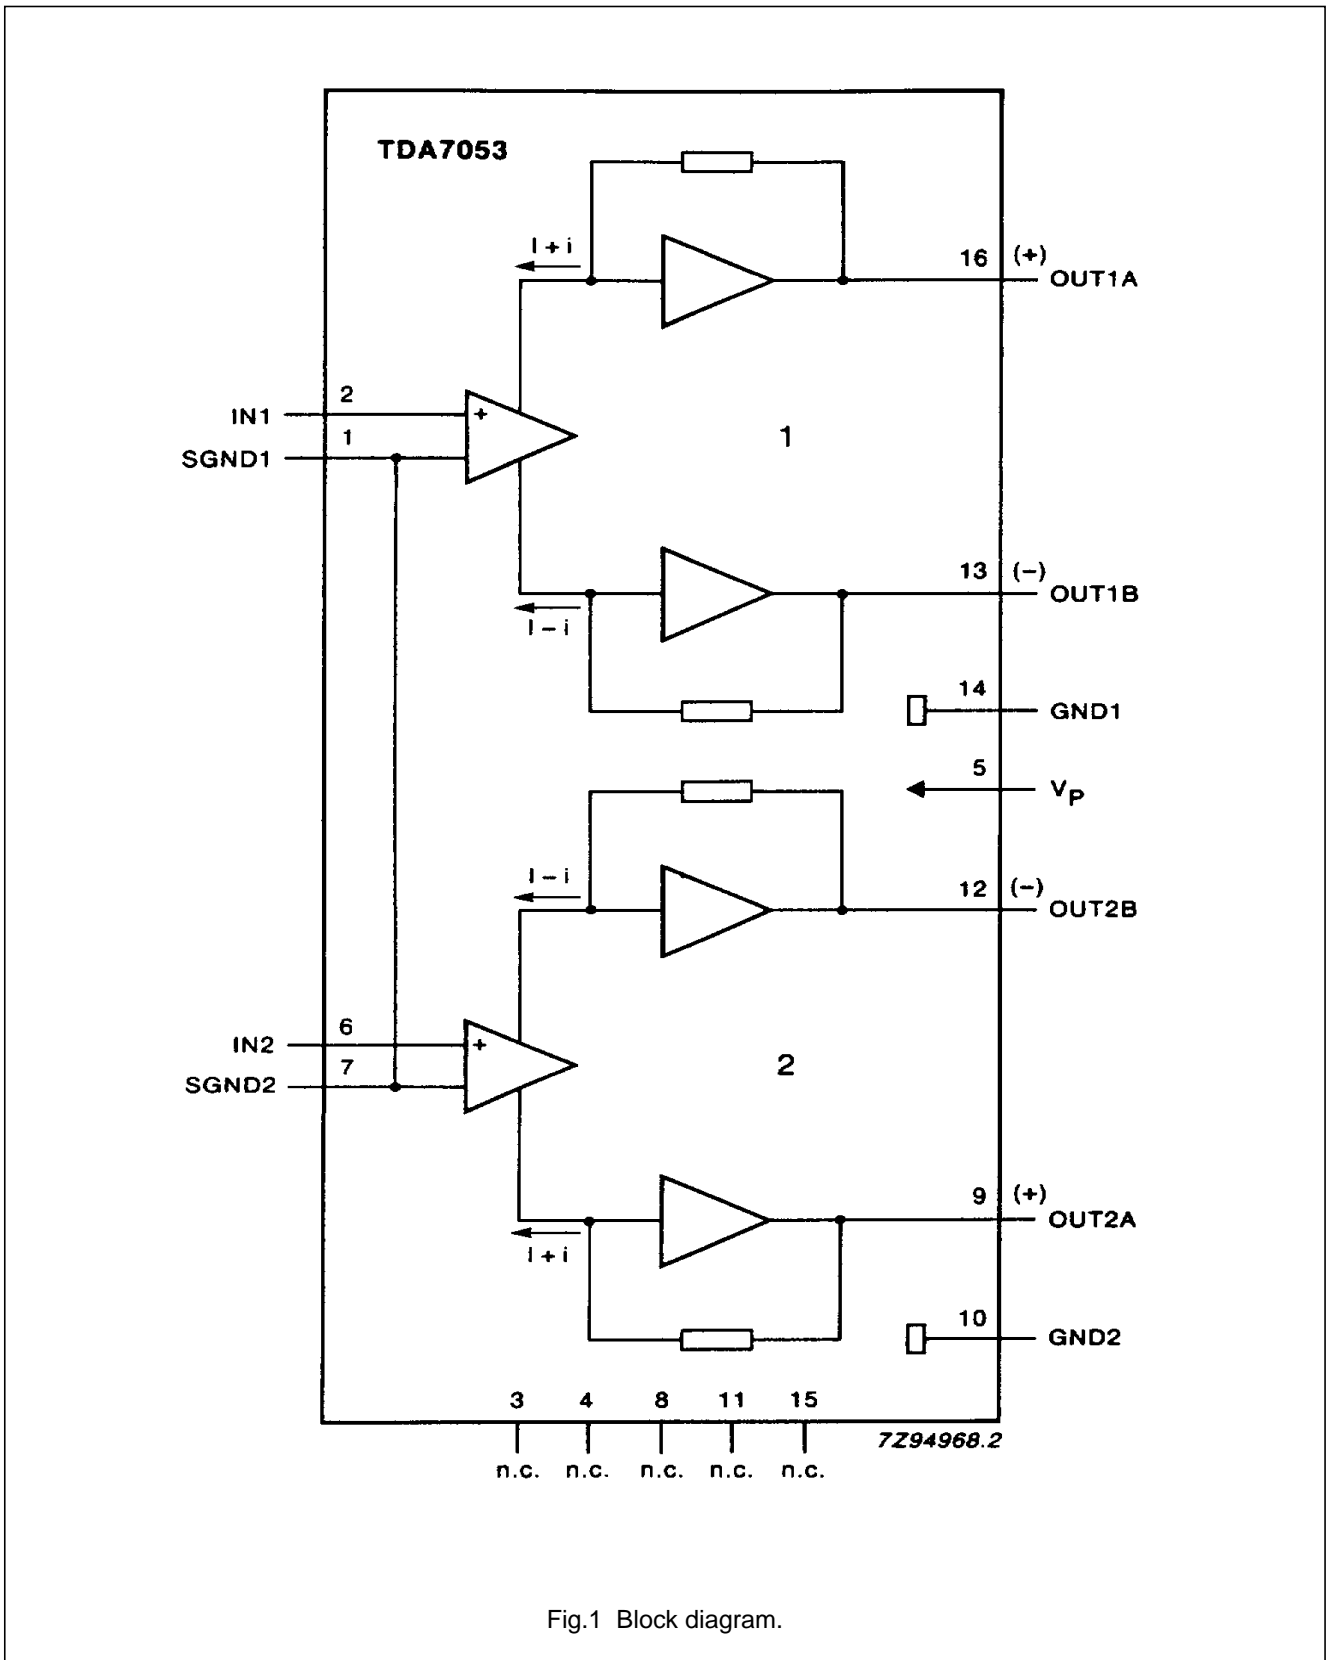 TDA7053
I + i
16 (+)
OUT1A
2
IN1
+
1
1
SGND1
13 (−)
OUT1B
I − i
14
GND1
5
VP
I − i
12 (−)
OUT2B
6
IN2
+
7
2
SGND2
9 (+)
OUT2A
I + i
10
GND2
3 4 8 11 15
7Z94968.2
n.c. n.c. n.c. n.c. n.c.
Fig.1 Block diagram.